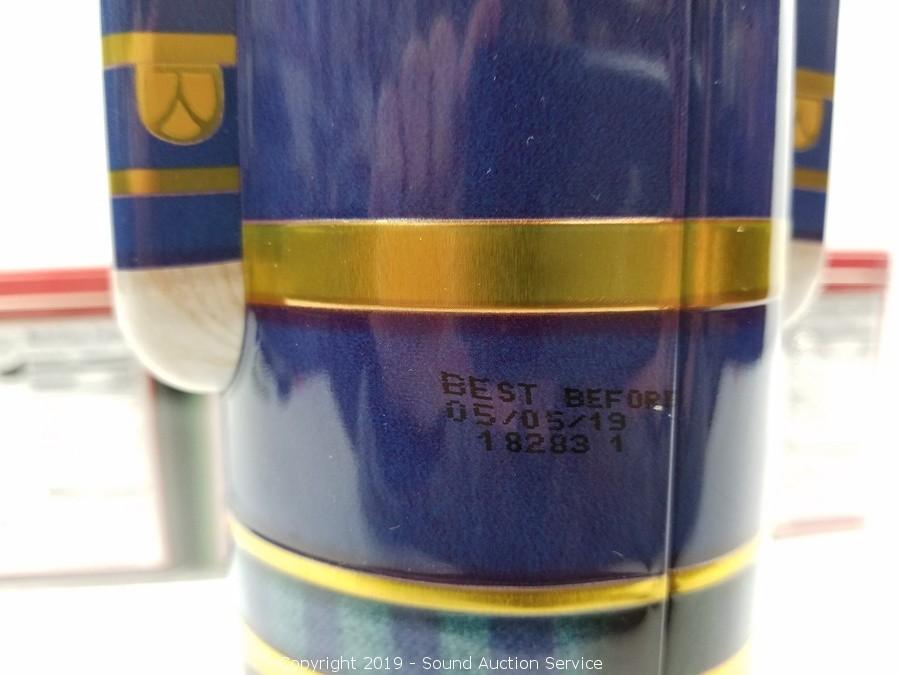 BEST BEFORE
05/05/19
18283 1
Copyright 2019 - Sound Auction Service